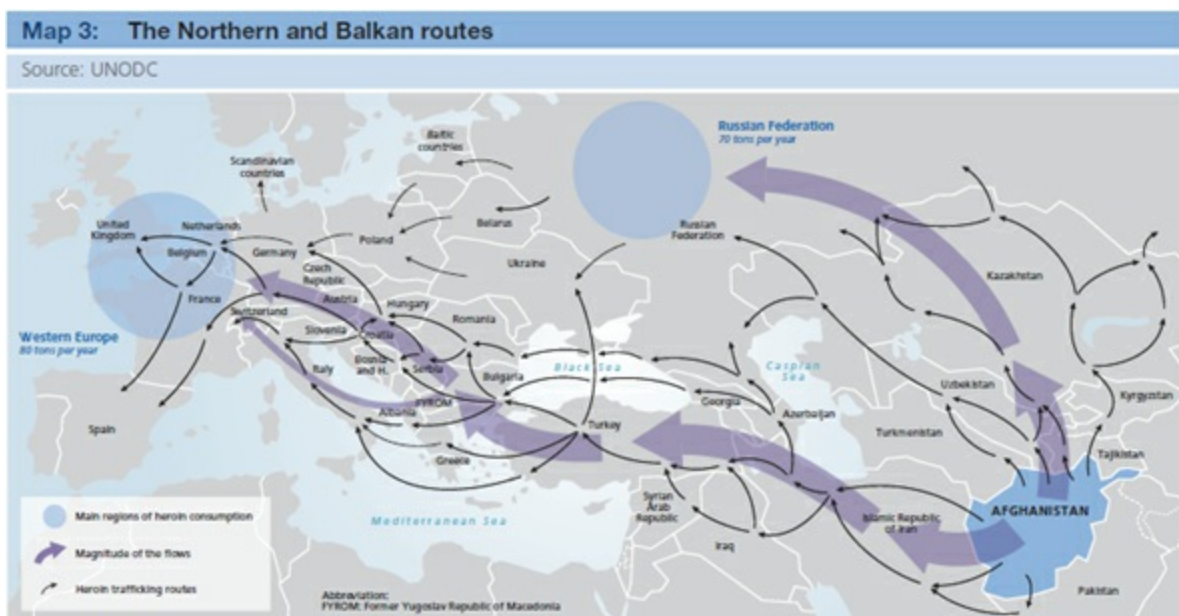 Map 3: The Northern and Balkan routes
Source: UNODC
Russian Federation
70 tons per year
Baltic
countries
Scandinavian
countries
United
Kingdom
Netherlands
Belgium
Germany
Poland
Belarus
Russian
Federation
Ukraine
Kazakhstan
Czech
Republic
France
Austria
Hungary
Switzerland
Western Europe
80 tons per year
Slovenia
Croatia
Romania
Bosnia
and H.
Serbia
Italy
Bulgaria
Black Sea
Caspian
Sea
Uzbekistan
Kyrgyzstan
Georgia
Azerbaijan
FYROM
Albania
Spain
Turkey
Turkmenistan
Tajikistan
Greece
Syrian
Arab
Republic
AFGHANISTAN
Islamic Republic
of Iran
Mediterranean Sea
Iraq
Pakistan
Main regions of heroin consumption
Magnitude of the flows
Heroin trafficking routes
Abbreviation:
FYROM: Former Yugoslav Republic of Macedonia